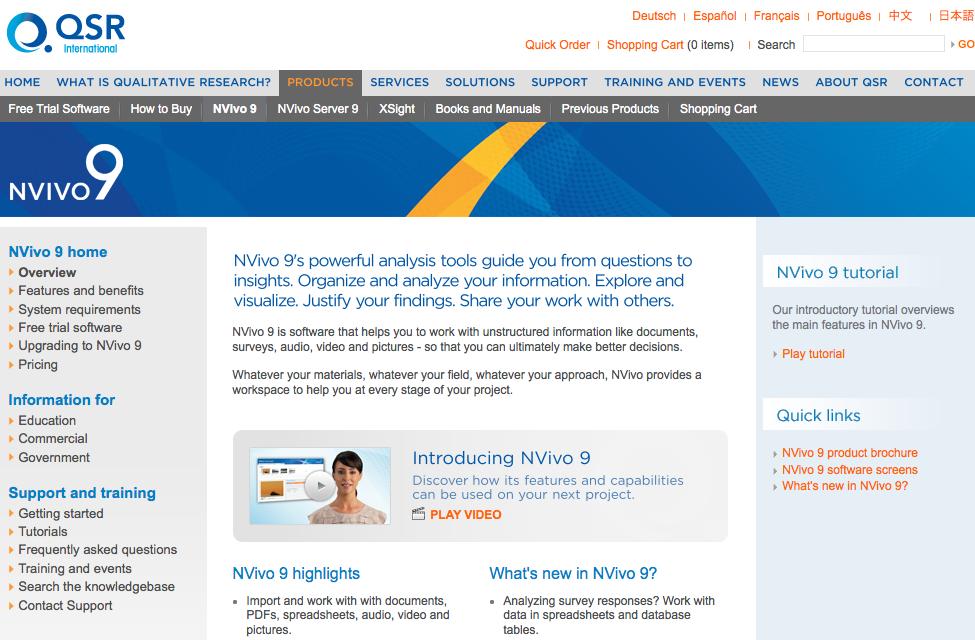 QSR
International
Deutsch | Español | Français | Português | 中文 | 日本語
Quick Order | Shopping Cart (0 items) | Search GO
HOME WHAT IS QUALITATIVE RESEARCH? PRODUCTS SERVICES SOLUTIONS SUPPORT TRAINING AND EVENTS NEWS ABOUT QSR CONTACT
Free Trial Software How to Buy NVivo 9 NVivo Server 9 XSight Books and Manuals Previous Products Shopping Cart
NVIVO 9
NVivo 9 home
Overview
Features and benefits
System requirements
Free trial software
Upgrading to NVivo 9
Pricing
Information for
Education
Commercial
Government
Support and training
Getting started
Tutorials
Frequently asked questions
Training and events
Search the knowledgebase
Contact Support
NVivo 9's powerful analysis tools guide you from questions to
insights. Organize and analyze your information. Explore and
visualize. Justify your findings. Share your work with others.
NVivo 9 is software that helps you to work with unstructured information like documents,
surveys, audio, video and pictures - so that you can ultimately make better decisions.
Whatever your materials, whatever your field, whatever your approach, NVivo provides a
workspace to help you at every stage of your project.
Introducing NVivo 9
Discover how its features and capabilities
can be used on your next project.
PLAY VIDEO
NVivo 9 highlights
• Import and work with with documents,
PDFs, spreadsheets, audio, video and
pictures.
What's new in NVivo 9?
• Analyzing survey responses? Work with
data in spreadsheets and database
tables.
NVivo 9 tutorial
Our introductory tutorial overviews
the main features in NVivo 9.
Play tutorial
Quick links
NVivo 9 product brochure
NVivo 9 software screens
What's new in NVivo 9?